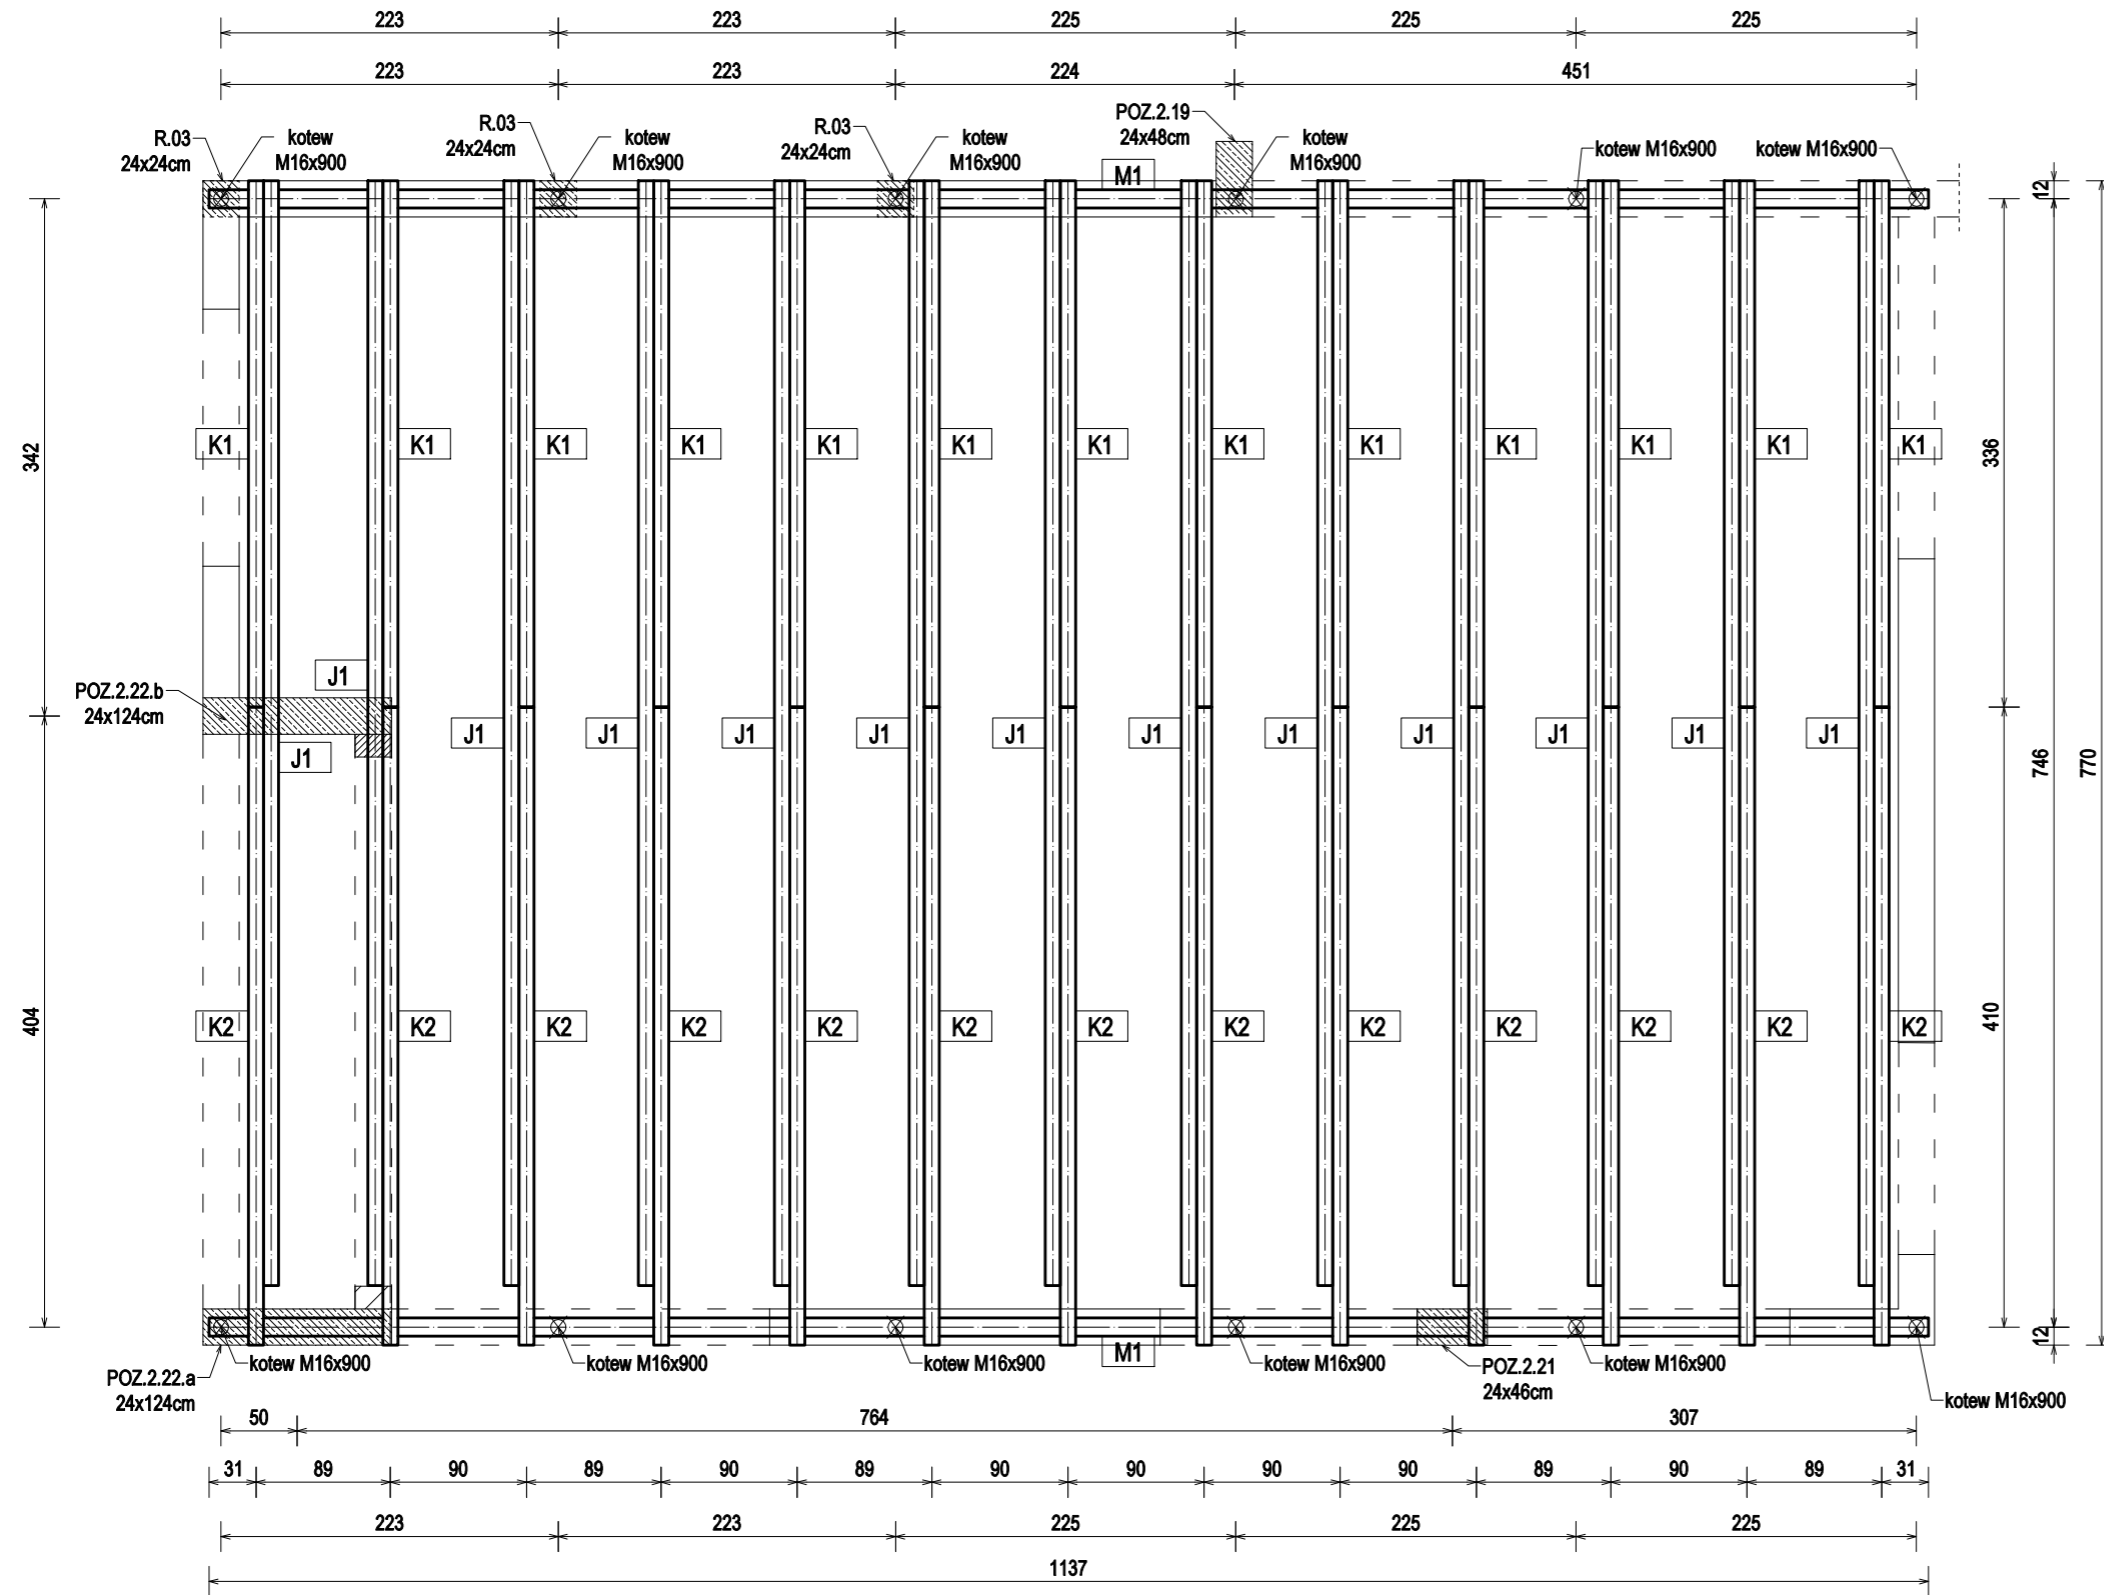 223 223 225 225 225
223 223 224 451
R.03
24x24cm
kotew
M16x900
R.03
24x24cm
kotew
M16x900
R.03
24x24cm
kotew
M16x900
POZ.2.19
24x48cm
kotew
M16x900
kotew M16x900
kotew M16x900
M1
12
K1 K1 K1 K1 K1 K1 K1 K1 K1 K1 K1 K1 K1
342
336
J1
POZ.2.22.b
24x124cm
J1 J1 J1 J1 J1 J1 J1 J1 J1 J1 J1
J1
746
770
K2 K2 K2 K2 K2 K2 K2 K2 K2 K2 K2 K2 K2
404
410
12
M1
kotew M16x900
kotew M16x900
kotew M16x900
kotew M16x900
kotew M16x900
kotew M16x900
POZ.2.22.a
24x124cm
POZ.2.21
24x46cm
50 764 307
31 89 90 89 90 89 90 90 90 90 89 90 89 31
223 223 225 225 225
1137